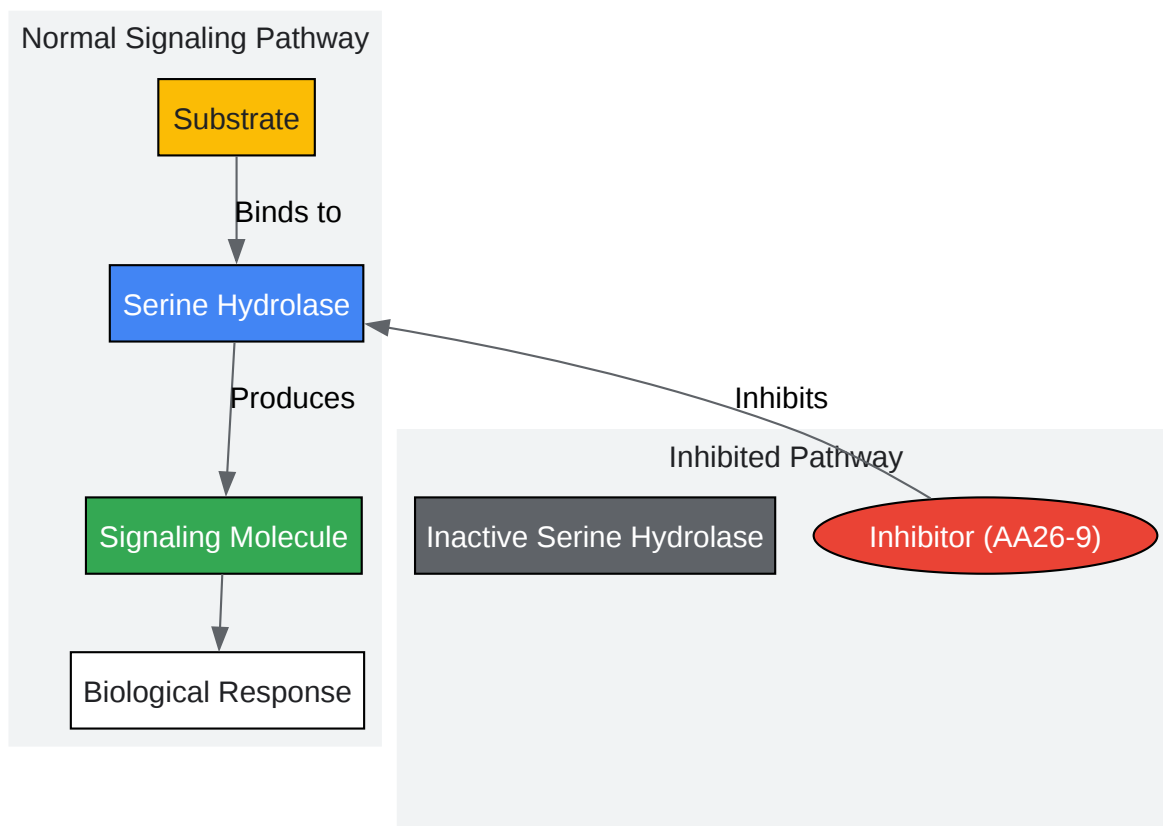 Normal Signaling Pathway
Substrate
Binds to
Serine Hydrolase
Produces
Inhibits
Inhibited Pathway
Signaling Molecule
Inactive Serine Hydrolase
Inhibitor (AA26-9)
Biological Response